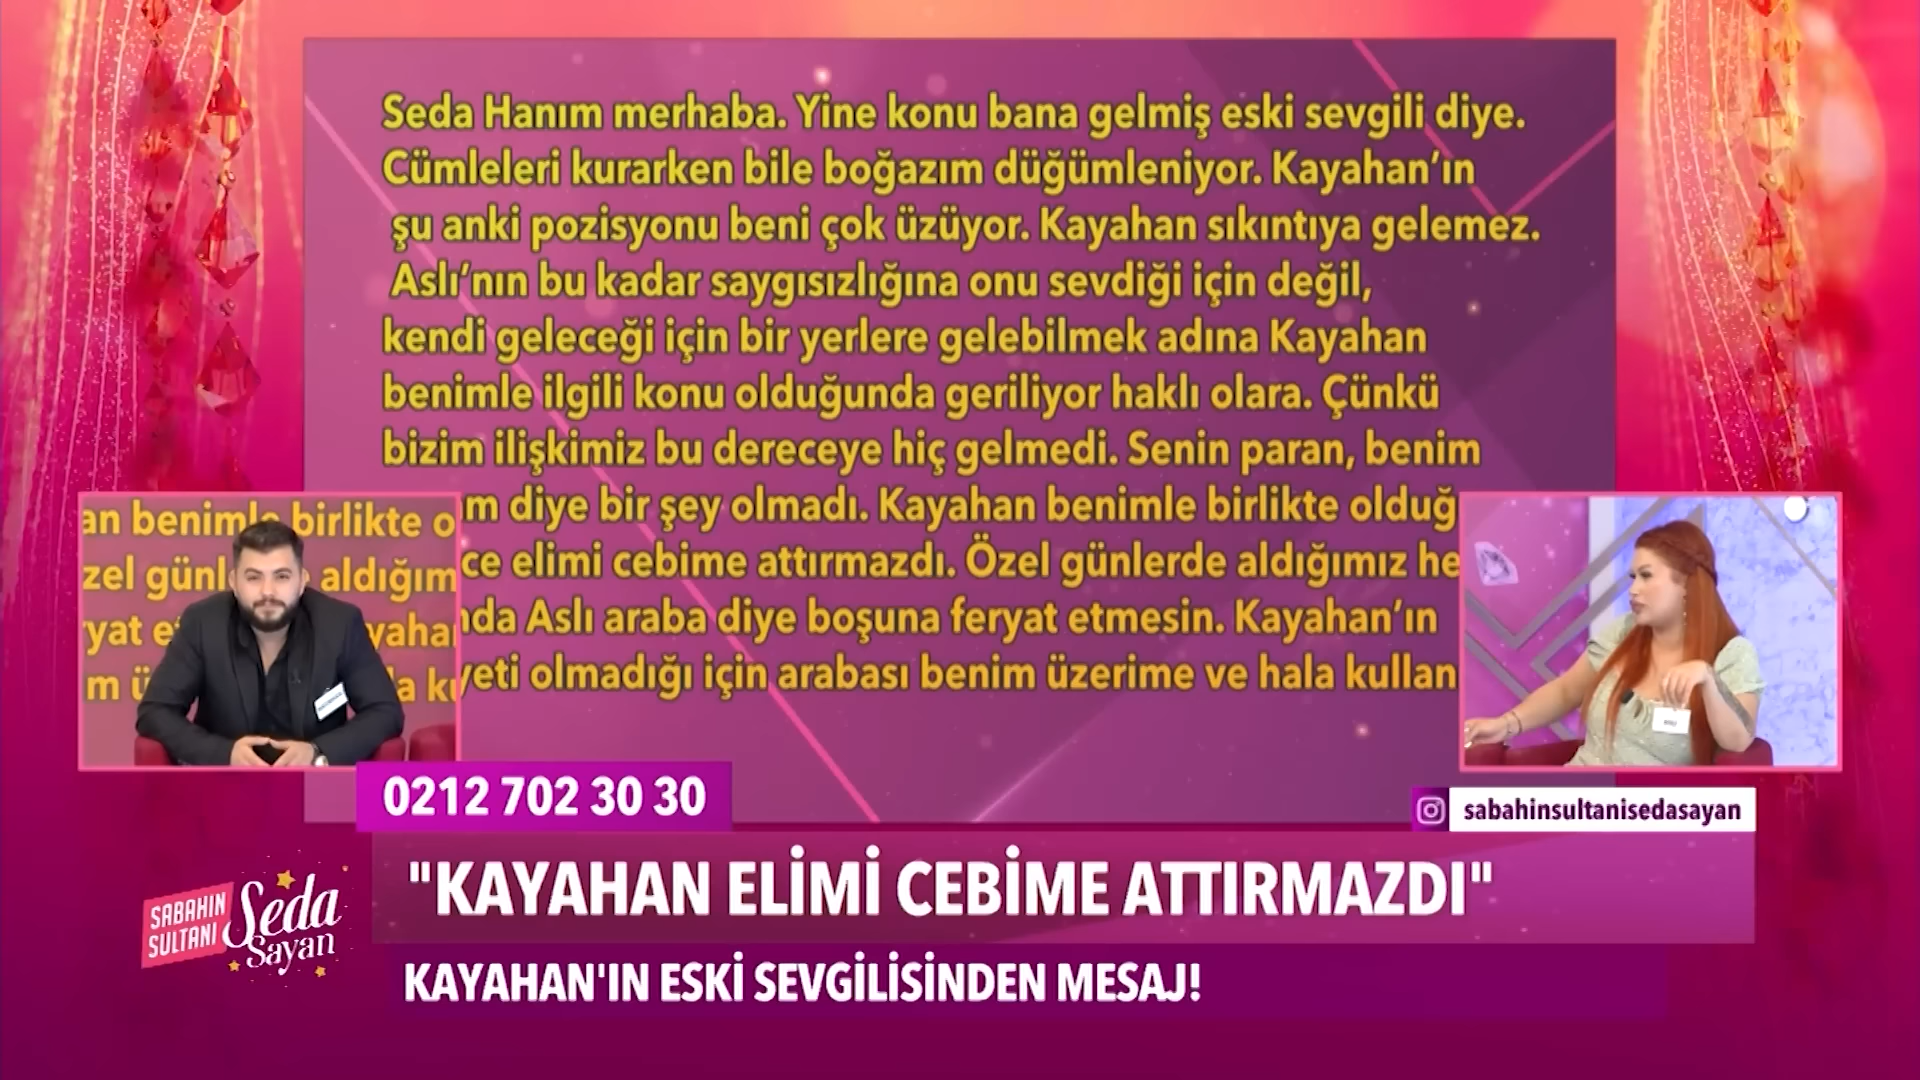 Seda Hanım merhaba. Yine konu bana gelmiş eski sevgili diye.
Cümleleri kurarken bile boğazım düğümleniyor. Kayahan’ın
şu anki pozisyonu beni çok üzüyor. Kayahan sıkıntıya gelemez.
Aslı’nın bu kadar saygısızlığına onu sevdiği için değil,
kendi geleceği için bir yerlere gelebilmek adına Kayahan
benimle ilgili konu olduğunda geriliyor haklı olara. Çünkü
bizim ilişkimiz bu dereceye hiç gelmedi. Senin paran, benim
m diye bir şey olmadı. Kayahan benimle birlikte olduğ
ce elimi cebime attırmazdı. Özel günlerde aldığımız he
nda Aslı araba diye boşuna feryat etmesin. Kayahan’ın
yeti olmadığı için arabası benim üzerime ve hala kullan
an benimle birlikte o
zel günl aldığım
yat e yahan
m ü a ku
0212 702 30 30
sabahinsultanisedasayan
"KAYAHAN ELİMİ CEBİME ATTIRMAZDI"
KAYAHAN'IN ESKİ SEVGİLİSİNDEN MESAJ!
SABAHIN
SULTANI
Seda
Sayan